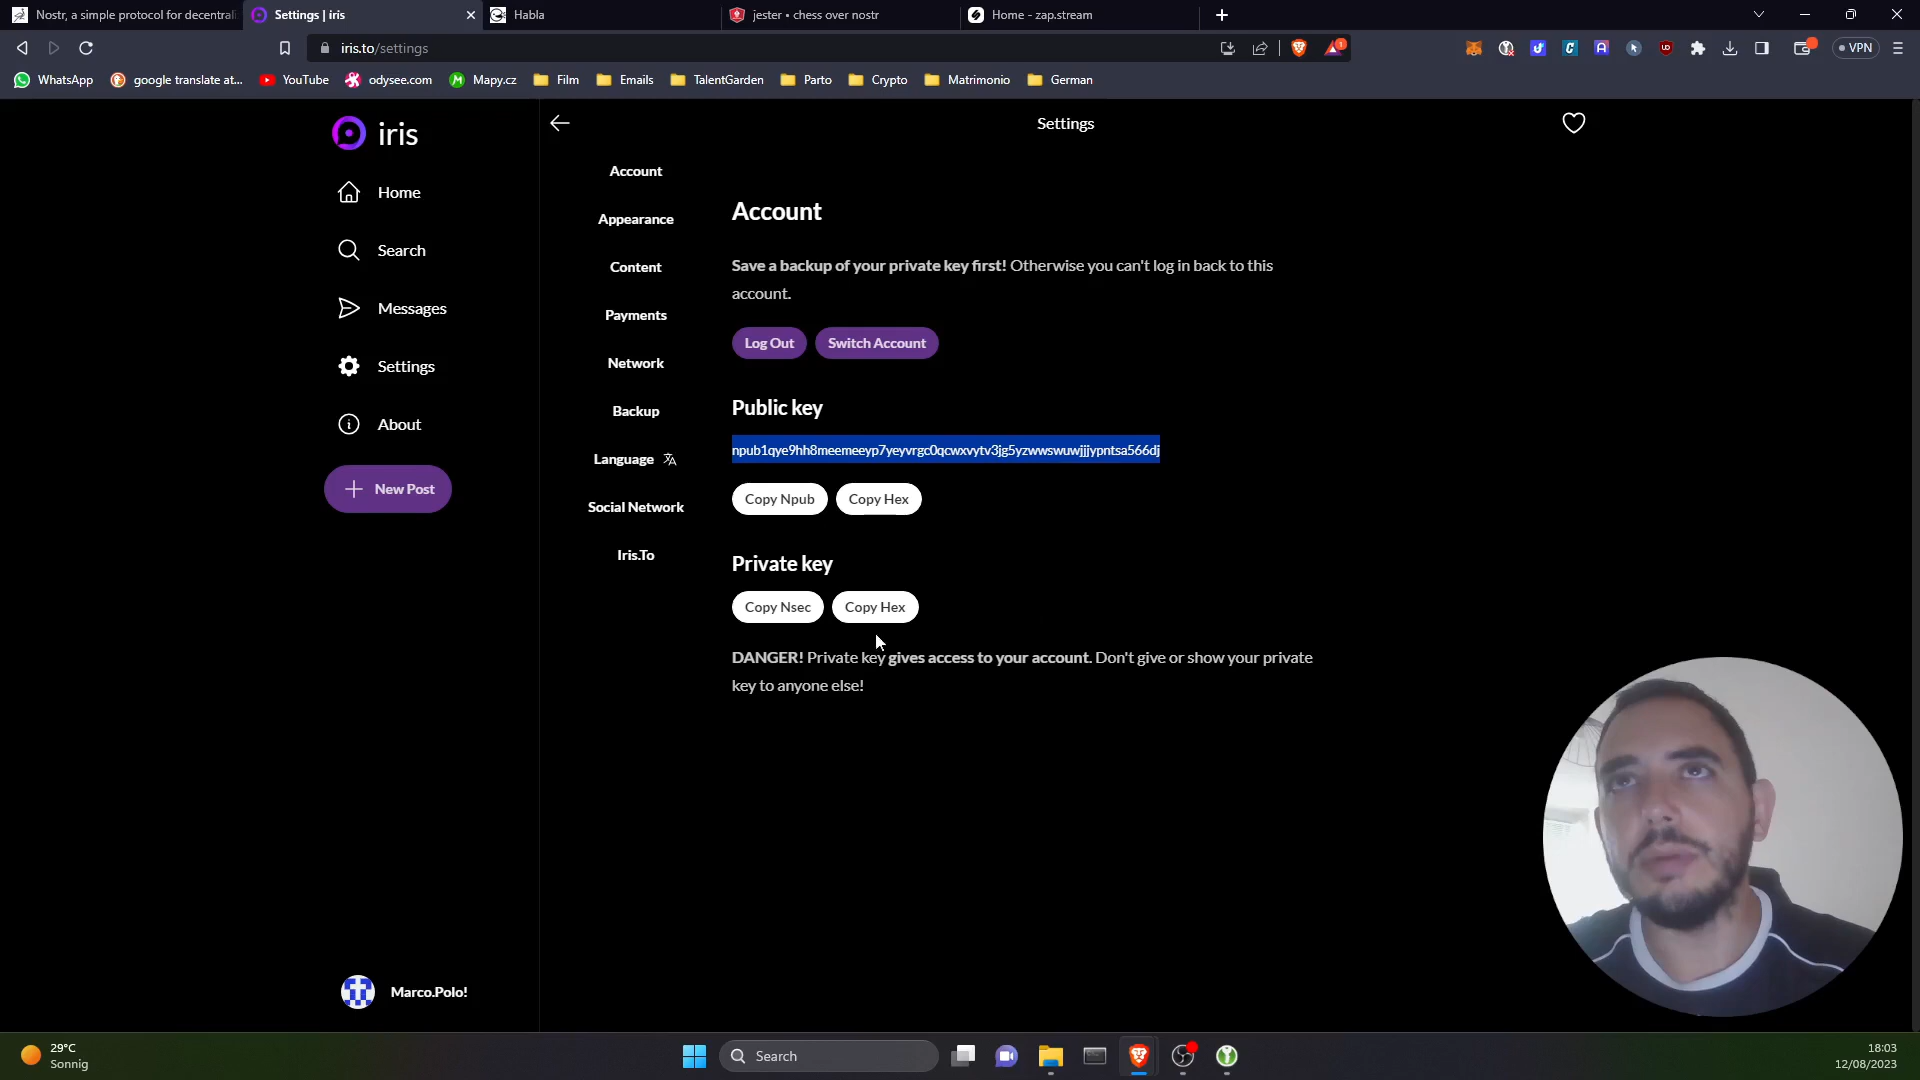 Nostr, a simple protocol for decentrali
Settings | iris
Habla
jester • chess over nostr
Home - zap.stream
iris.to/settings
1
VPN
WhatsApp
google translate at...
YouTube
odysee.com
Mapy.cz
Film
Emails
TalentGarden
Parto
Crypto
Matrimonio
German
iris
Home
Search
Messages
Settings
About
New Post
Marco.Polo!
Settings
Account
Appearance
Content
Payments
Network
Backup
Language
Social Network
Iris.To
Account
Save a backup of your private key first! Otherwise you can't log in back to this
account.
Log Out
Switch Account
Public key
npub1qye9hh8meemeeyp7yeyvrgc0qcwxvytv3jg5yzwwswuwjjjypntsa566dj
Copy Npub
Copy Hex
Private key
Copy Nsec
Copy Hex
DANGER! Private key gives access to your account. Don't give or show your private
key to anyone else!
29°C
Sonnig
Search
18:03
12/08/2023